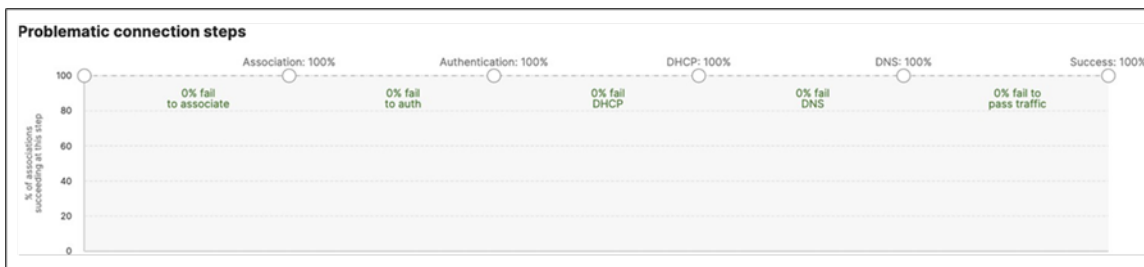 Problematic connection steps
Association: 100%
Authentication: 100%
DHCP: 100%
DNS: 100%
Success: 100%
100
0% fail
to associate
0% fail
to auth
0% fail
DHCP
0% fail
DNS
0% fail to
pass traffic
80
60
40
20
0
% of associations
succeeding at this step